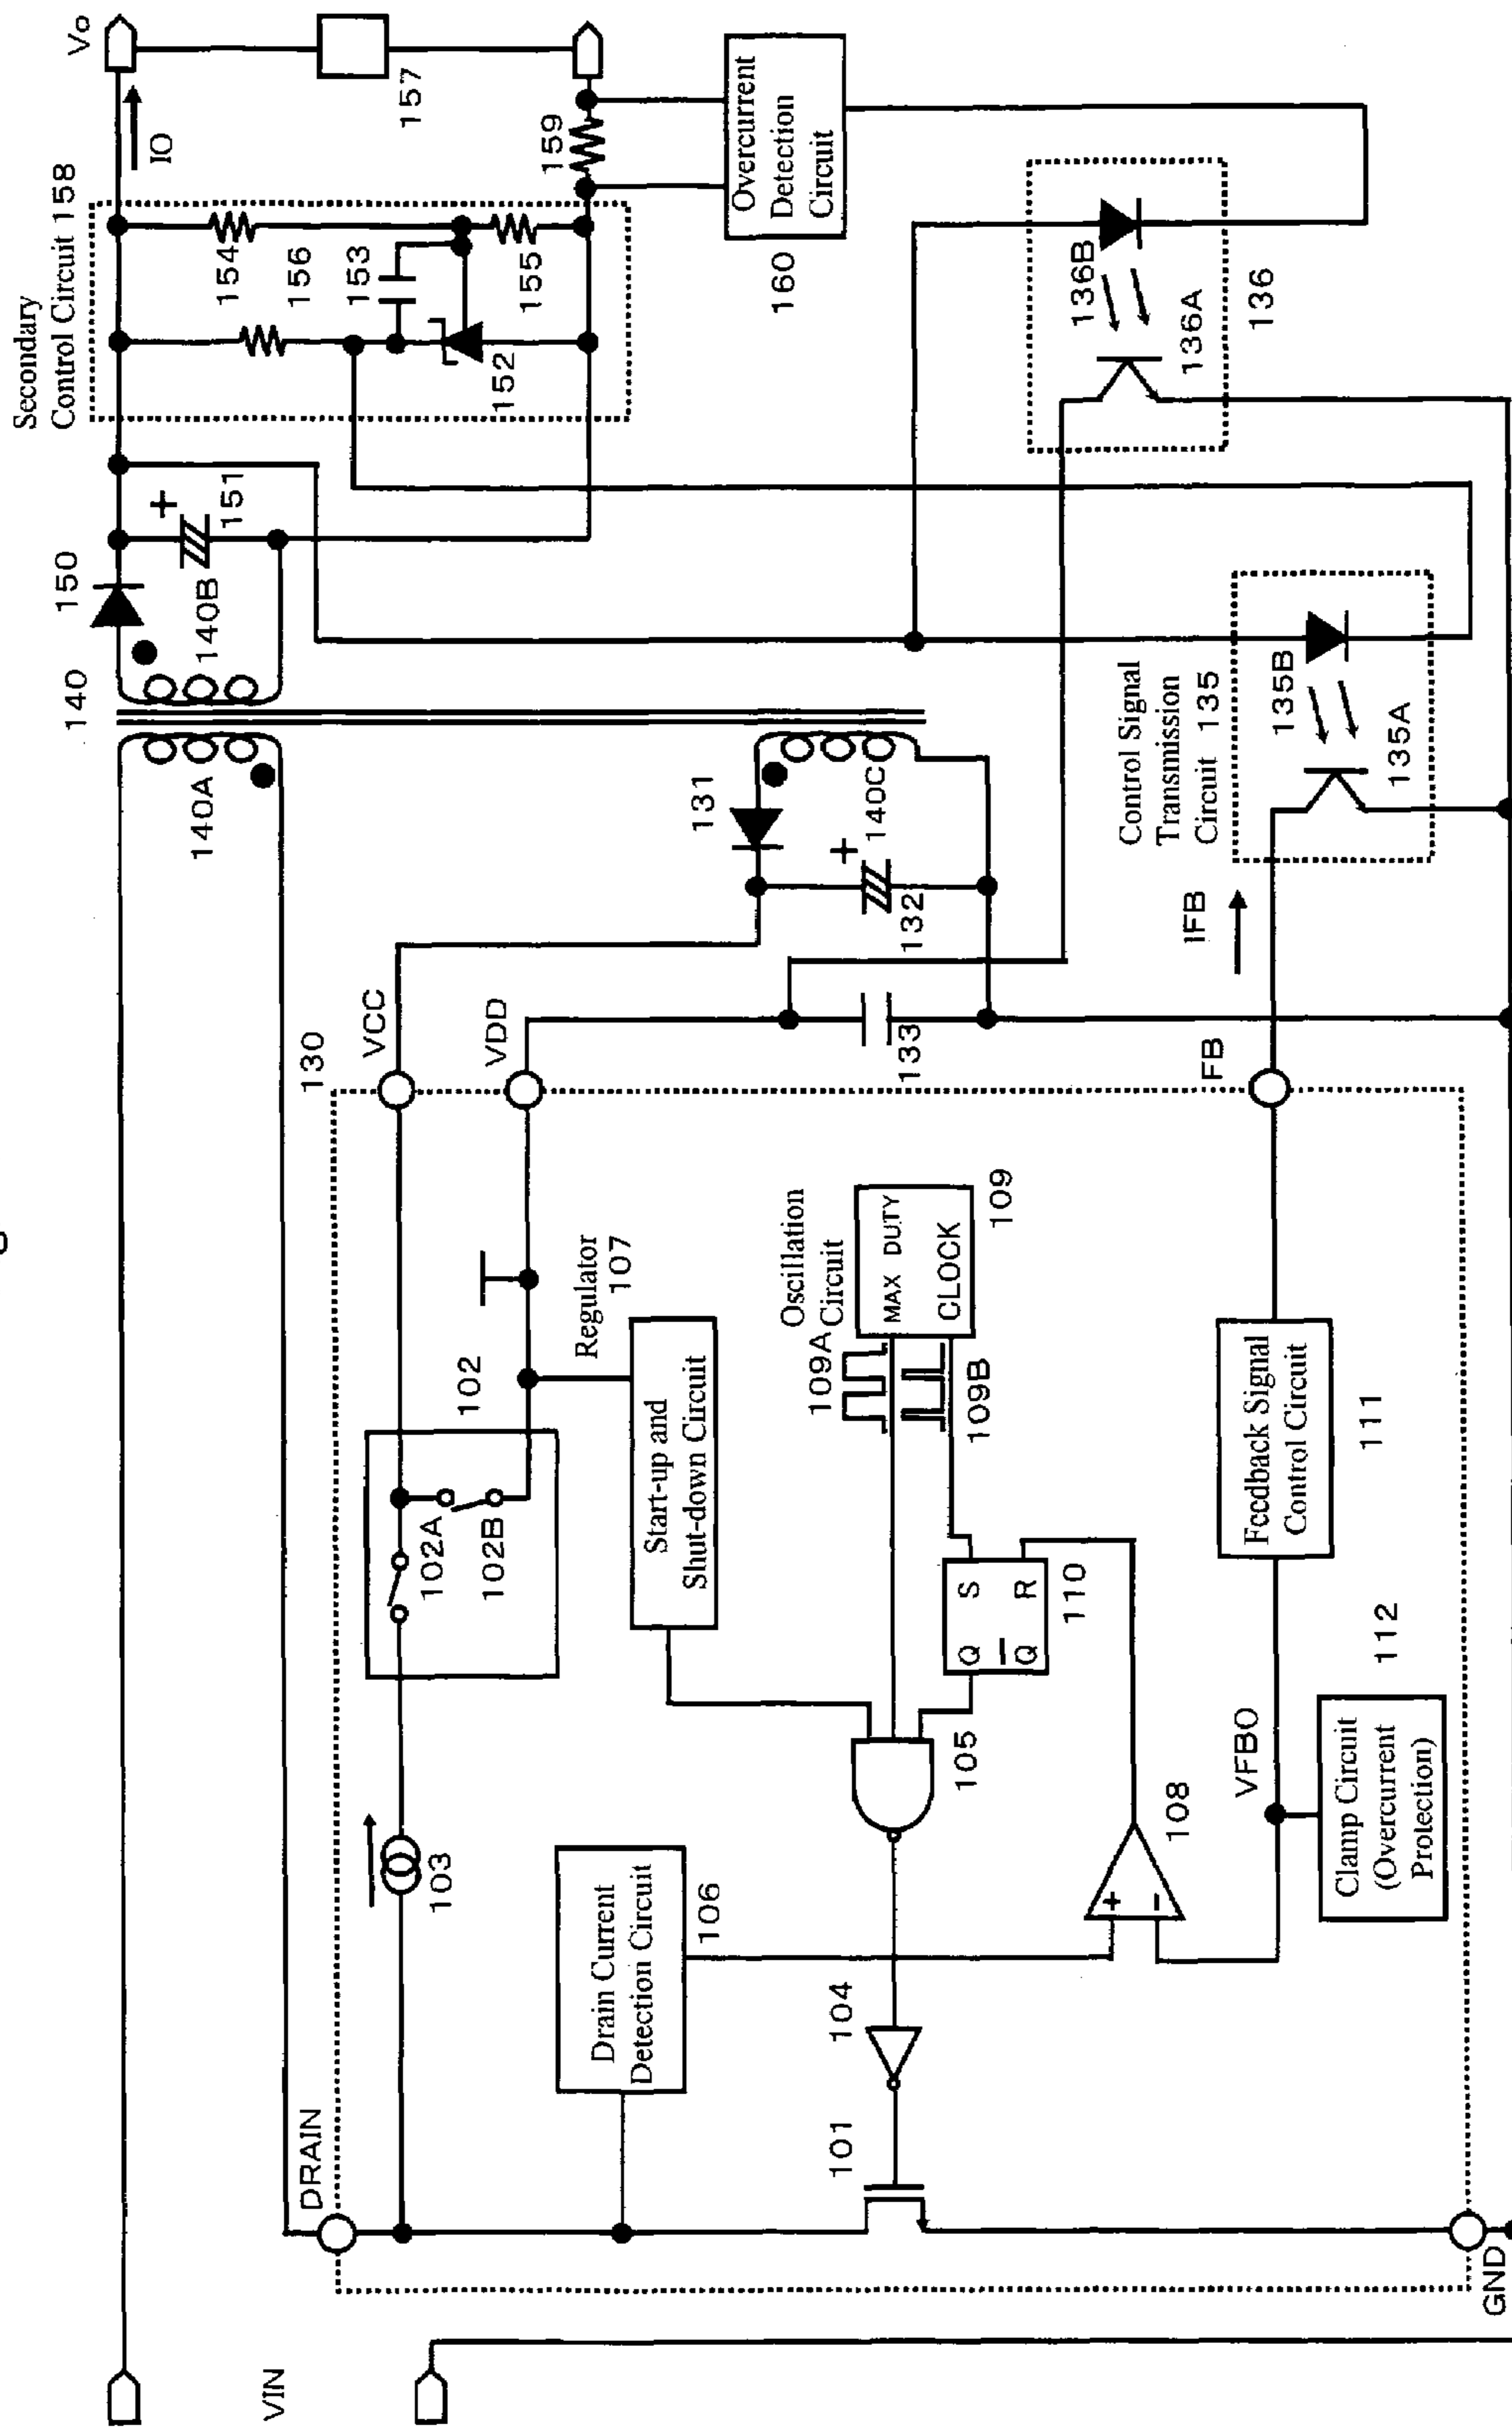 VIN
DRAIN
GND
130
140
140A
140B
140C
150
151
+
Secondary
Control Circuit 158
IO
Vo
154
156
153
155
152
157
159
Overcurrent
Detection
Circuit
160
136B
136A
136
131
+
132
133
VCC
VDD
Control Signal
Transmission
Circuit 135
135B
135A
IFB
FB
103
102
102A
102B
Regulator
107
Start-up and
Shut-down Circuit
Oscillation
Circuit
109A
MAX DUTY
CLOCK
109
109B
Drain Current
Detection Circuit
106
101
104
105
Q
S
Q
R
110
108
+
−
VFBO
Feedback Signal
Control Circuit
111
112
Clamp Circuit
(Overcurrent
Protection)